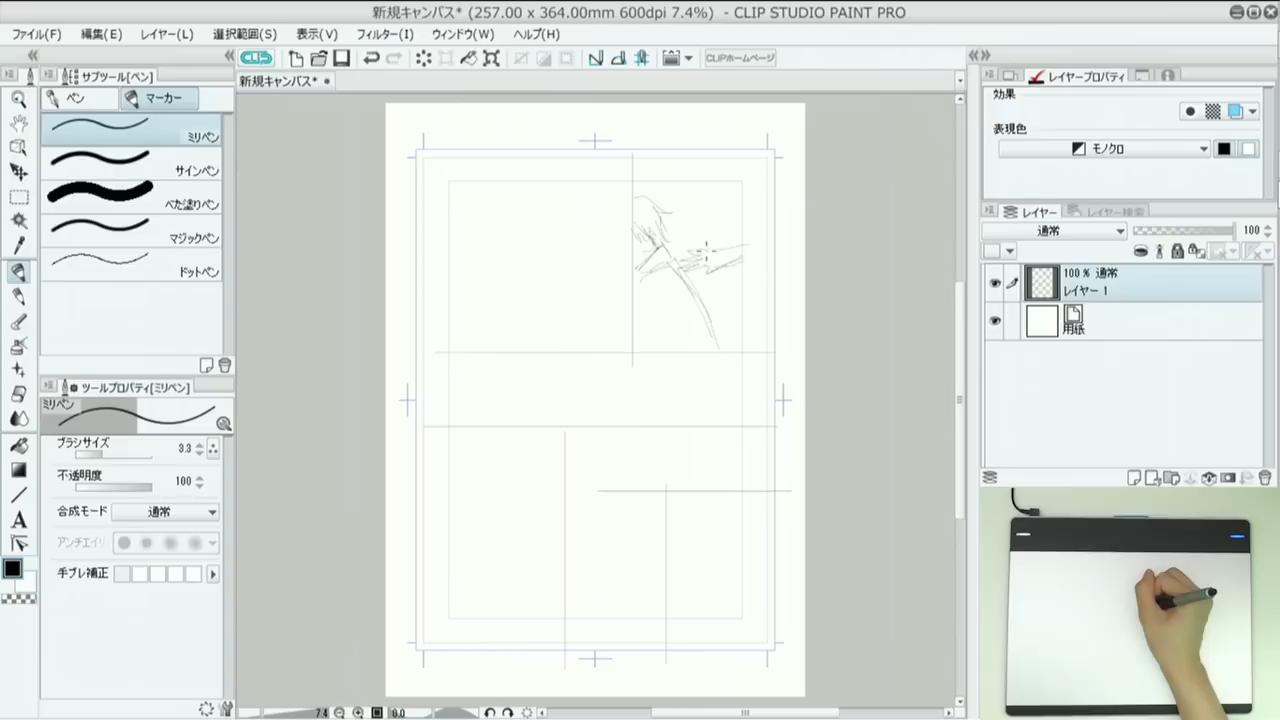 新規キャンバス* (257.00 x 364.00mm 600dpi 7.4%) - CLIP STUDIO PAINT PRO
ファイル(F) 編集(E) レイヤー(L) 選択範囲(S) 表示(V) フィルター(I) ウィンドウ(W) ヘルプ(H)
CLIPホームページ
サブツール[ペン]
新規キャンバス*
ペン
マーカー
ミリペン
サインペン
べた塗りペン
マジックペン
ドットペン
ツールプロパティ[ミリペン]
ミリペン
ブラシサイズ 3.3
不透明度 100
合成モード 通常
アンチエイリ
手ブレ補正
7.4
0.0
レイヤープロパティ
効果
表現色
モノクロ
レイヤー
レイヤー検索
通常 100
100 % 通常
レイヤー 1
用紙